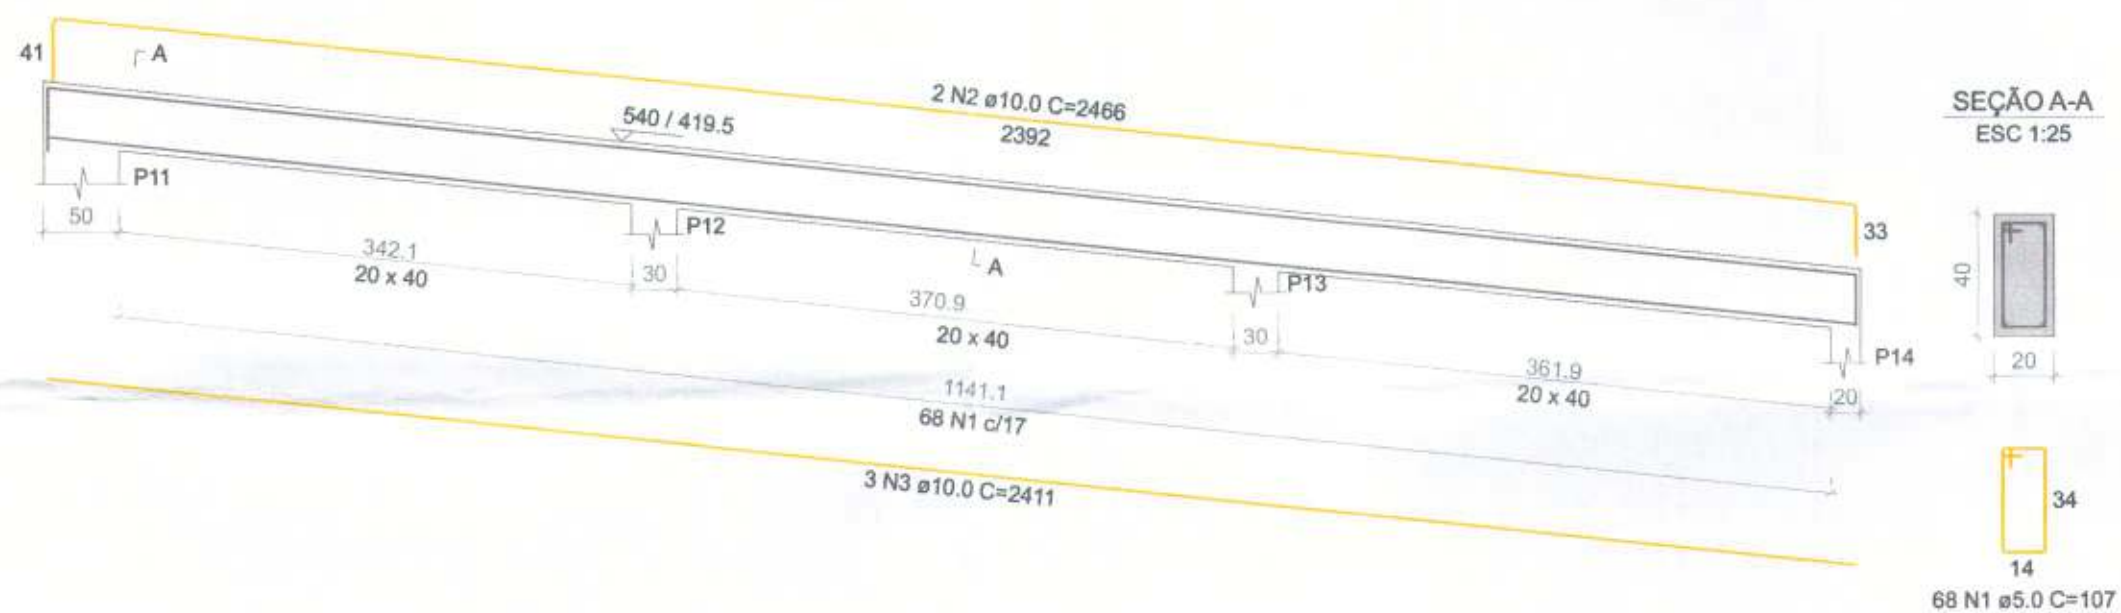 41
A
2 N2 ø10.0 C=2466
2392
540 / 419.5
SEÇÃO A-A
ESC 1:25
P11
50
P12
33
342.1
20 x 40
30
A
370.9
20 x 40
P13
30
361.9
20 x 40
P14
20
40
20
1141.1
68 N1 c/17
3 N3 ø10.0 C=2411
34
14
68 N1 ø5.0 C=107